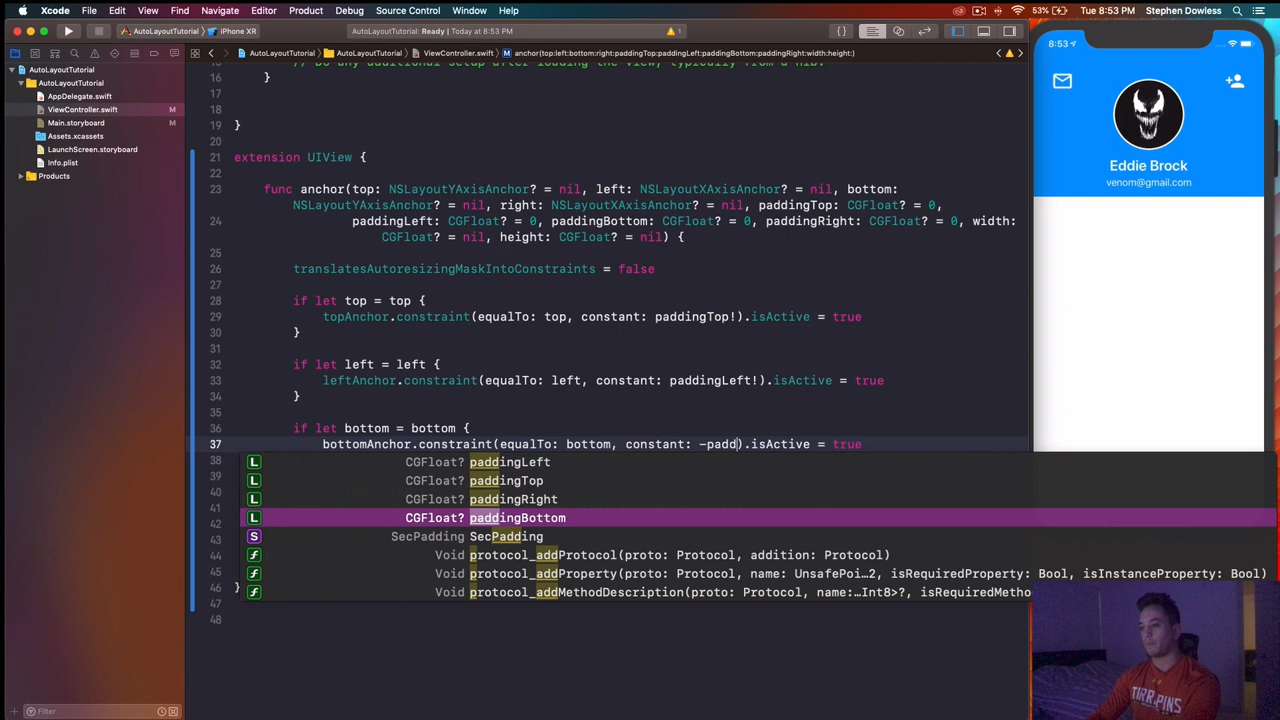 Xcode File Edit View Find Navigate Editor Product Debug Source Control Window Help 53% Tue 8:53 PM Stephen Dowless
AutoLayoutTutorial iPhone XR AutoLayoutTutorial: Ready | Today at 8:53 PM 1
AutoLayoutTutorial AutoLayoutTutorial ViewController.swift anchor(top:left:bottom:right:paddingTop:paddingLeft:paddingBottom:paddingRight:width:height:)
AutoLayoutTutorial
AutoLayoutTutorial
AppDelegate.swift
ViewController.swift M
Main.storyboard M
Assets.xcassets
LaunchScreen.storyboard
Info.plist
Products
Filter
16 }
17
18
19 }
20
21 extension UIView {
22
23 func anchor(top: NSLayoutYAxisAnchor? = nil, left: NSLayoutXAxisAnchor? = nil, bottom:
NSLayoutYAxisAnchor? = nil, right: NSLayoutXAxisAnchor? = nil, paddingTop: CGFloat? = 0,
24 paddingLeft: CGFloat? = 0, paddingBottom: CGFloat? = 0, paddingRight: CGFloat? = 0, width:
CGFloat? = nil, height: CGFloat? = nil) {
25
26 translatesAutoresizingMaskIntoConstraints = false
27
28 if let top = top {
29 topAnchor.constraint(equalTo: top, constant: paddingTop!).isActive = true
30 }
31
32 if let left = left {
33 leftAnchor.constraint(equalTo: left, constant: paddingLeft!).isActive = true
34 }
35
36 if let bottom = bottom {
37 bottomAnchor.constraint(equalTo: bottom, constant: -padd).isActive = true
38 L CGFloat? paddingLeft
39 L CGFloat? paddingTop
40 L CGFloat? paddingRight
41
42 L CGFloat? paddingBottom
43 S SecPadding SecPadding
44 f Void protocol_addProtocol(proto: Protocol, addition: Protocol)
45 f Void protocol_addProperty(proto: Protocol, name: UnsafePoi…2, isRequiredProperty: Bool, isInstanceProperty: Bool)
46 } f Void protocol_addMethodDescription(proto: Protocol, name:…Int8>?, isRequiredMetho
47
48
8:53
Eddie Brock
venom@gmail.com